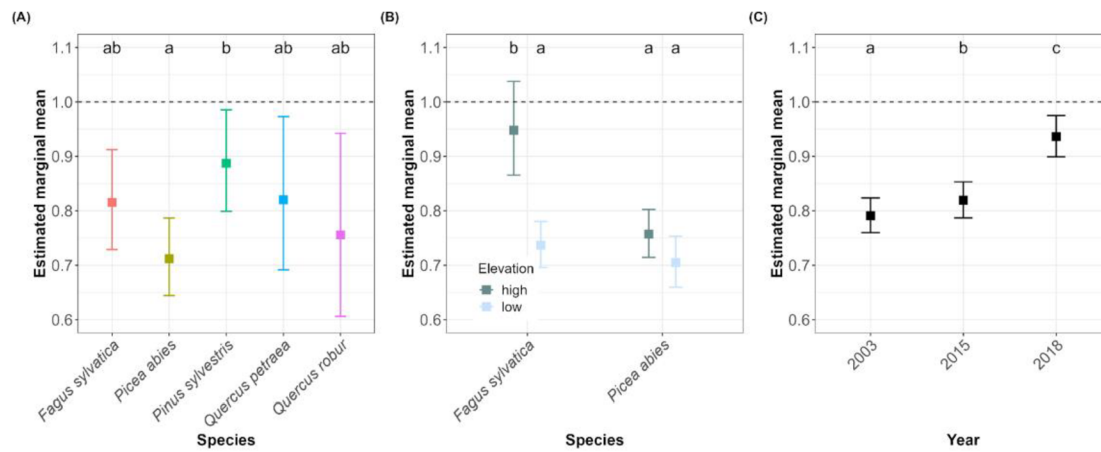 (A)
Estimated marginal mean
1.1
1.0
0.9
0.8
0.7
0.6
ab
a
b
ab
ab
Fagus sylvatica
Picea abies
Pinus sylvestris
Quercus petraea
Quercus robur
Species
(B)
Estimated marginal mean
1.1
1.0
0.9
0.8
0.7
0.6
b
a
a
a
Elevation
high
low
Fagus sylvatica
Picea abies
Species
(C)
Estimated marginal mean
1.1
1.0
0.9
0.8
0.7
0.6
a
b
c
2003
2015
2018
Year